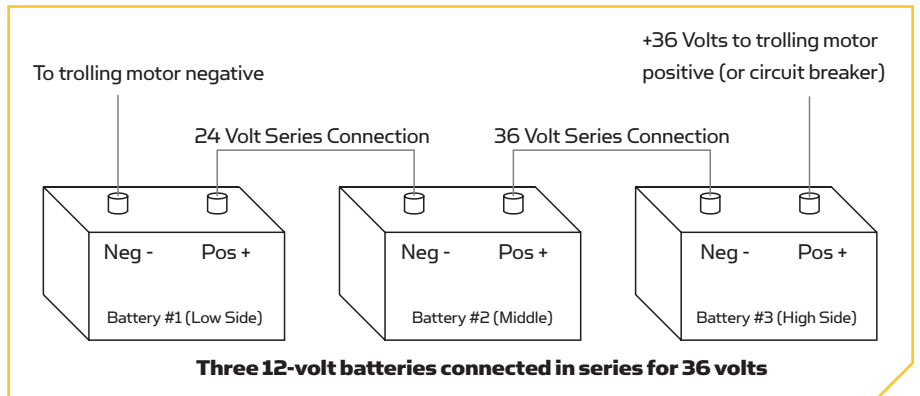 +36 Volts to trolling motor
positive (or circuit breaker)
To trolling motor negative
24 Volt Series Connection
36 Volt Series Connection
Neg -
Pos +
Neg -
Pos +
Neg -
Pos +
Battery #1 (Low Side)
Battery #2 (Middle)
Battery #3 (High Side)
Three 12-volt batteries connected in series for 36 volts